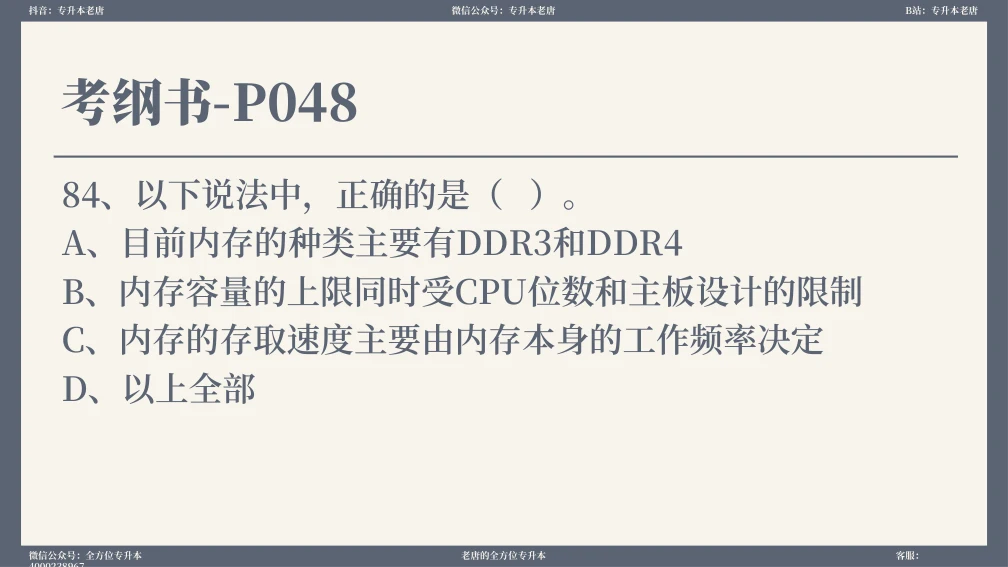 抖音：专升本老唐
微信公众号：专升本老唐
B站：专升本老唐
考纲书-P048
84、以下说法中，正确的是（ ）。
A、目前内存的种类主要有DDR3和DDR4
B、内存容量的上限同时受CPU位数和主板设计的限制
C、内存的存取速度主要由内存本身的工作频率决定
D、以上全部
微信公众号：全方位专升本
老唐的全方位专升本
客服：
4000238967